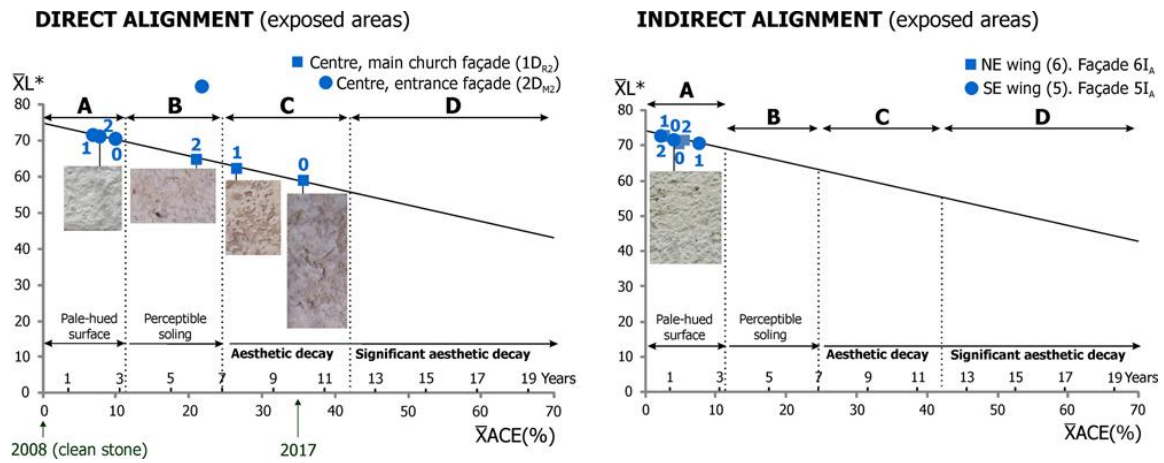 DIRECT ALIGNMENT (exposed areas)
X̅L*
Centre, main church façade (1D_R2)
Centre, entrance façade (2D_M2)
80
A B C D
70
2
1 0
2
1
0
60
50
40
30
20
Pale-hued
surface
Perceptible
soling
10
Aesthetic decay
Significant aesthetic decay
0
1 3 5 7 9 11 13 15 17 19 Years
0 10 20 30 40 50 60 70
X̅ACE(%)
2008 (clean stone)
2017
INDIRECT ALIGNMENT (exposed areas)
NE wing (6). Façade 6I_A
SE wing (5). Façade 5I_A
X̅L*
80
A
B C D
70
1 0 2
2 0 1
60
50
40
30
20
Pale-hued
surface
Perceptible
soling
10
Aesthetic decay
Significant aesthetic decay
0
1 3 5 7 9 11 13 15 17 19 Years
0 10 20 30 40 50 60 70
X̅ACE(%)